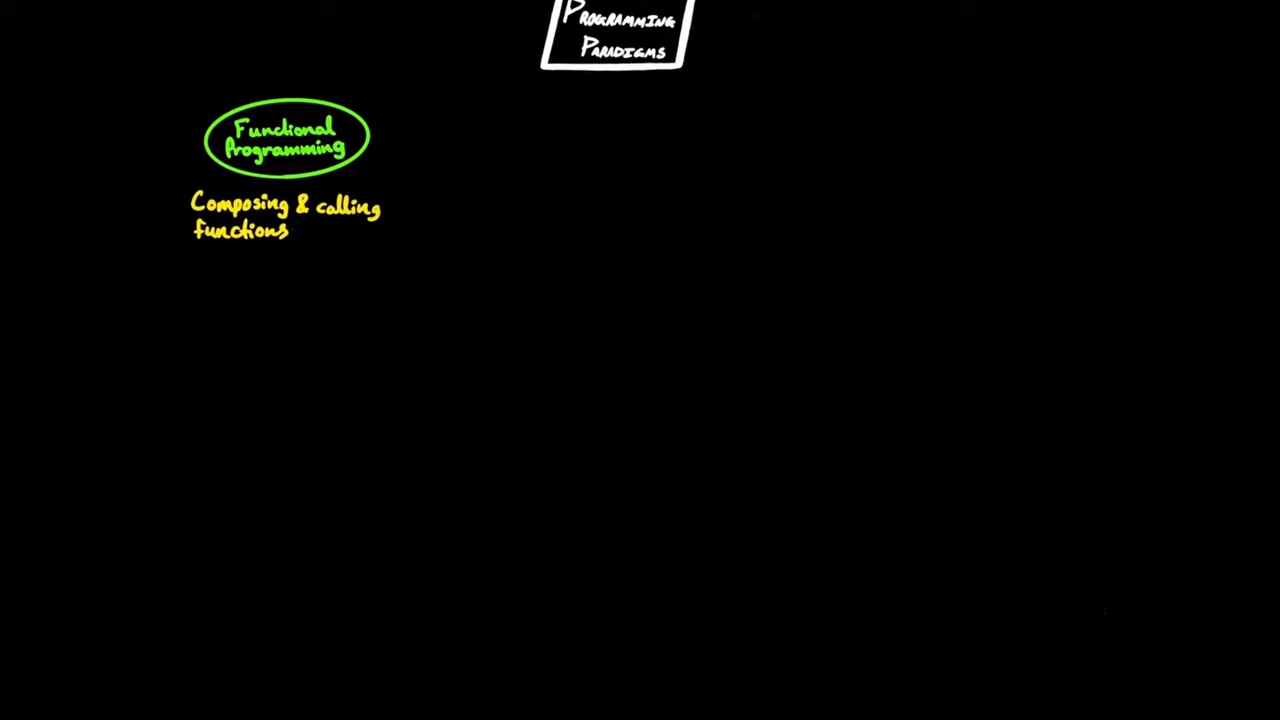 PROGRAMMING
PARADIGMS
Functional
Programming
Composing & calling
functions